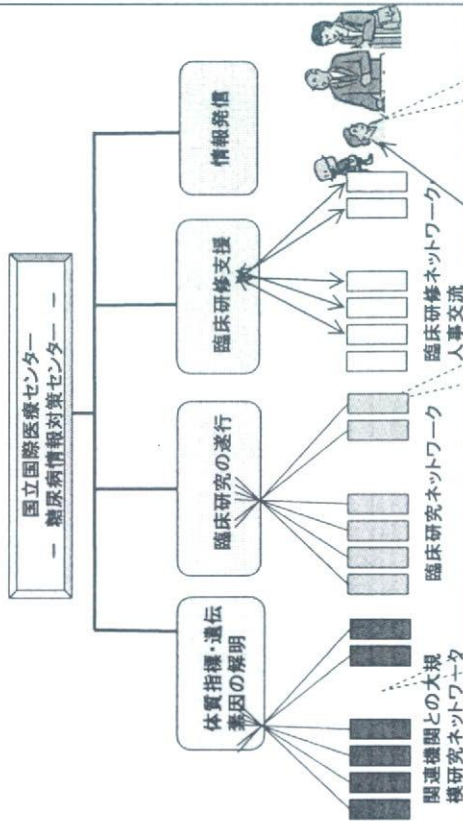 国立国際医療センター
－ 糖尿病情報対策センター －
体質指標・遺伝
素因の解明
臨床研究の遂行
臨床研修支援
情報発信
関連機関との大規
模研究ネットワーク
臨床研究ネットワーク
臨床研修ネットワーク,
人事交流